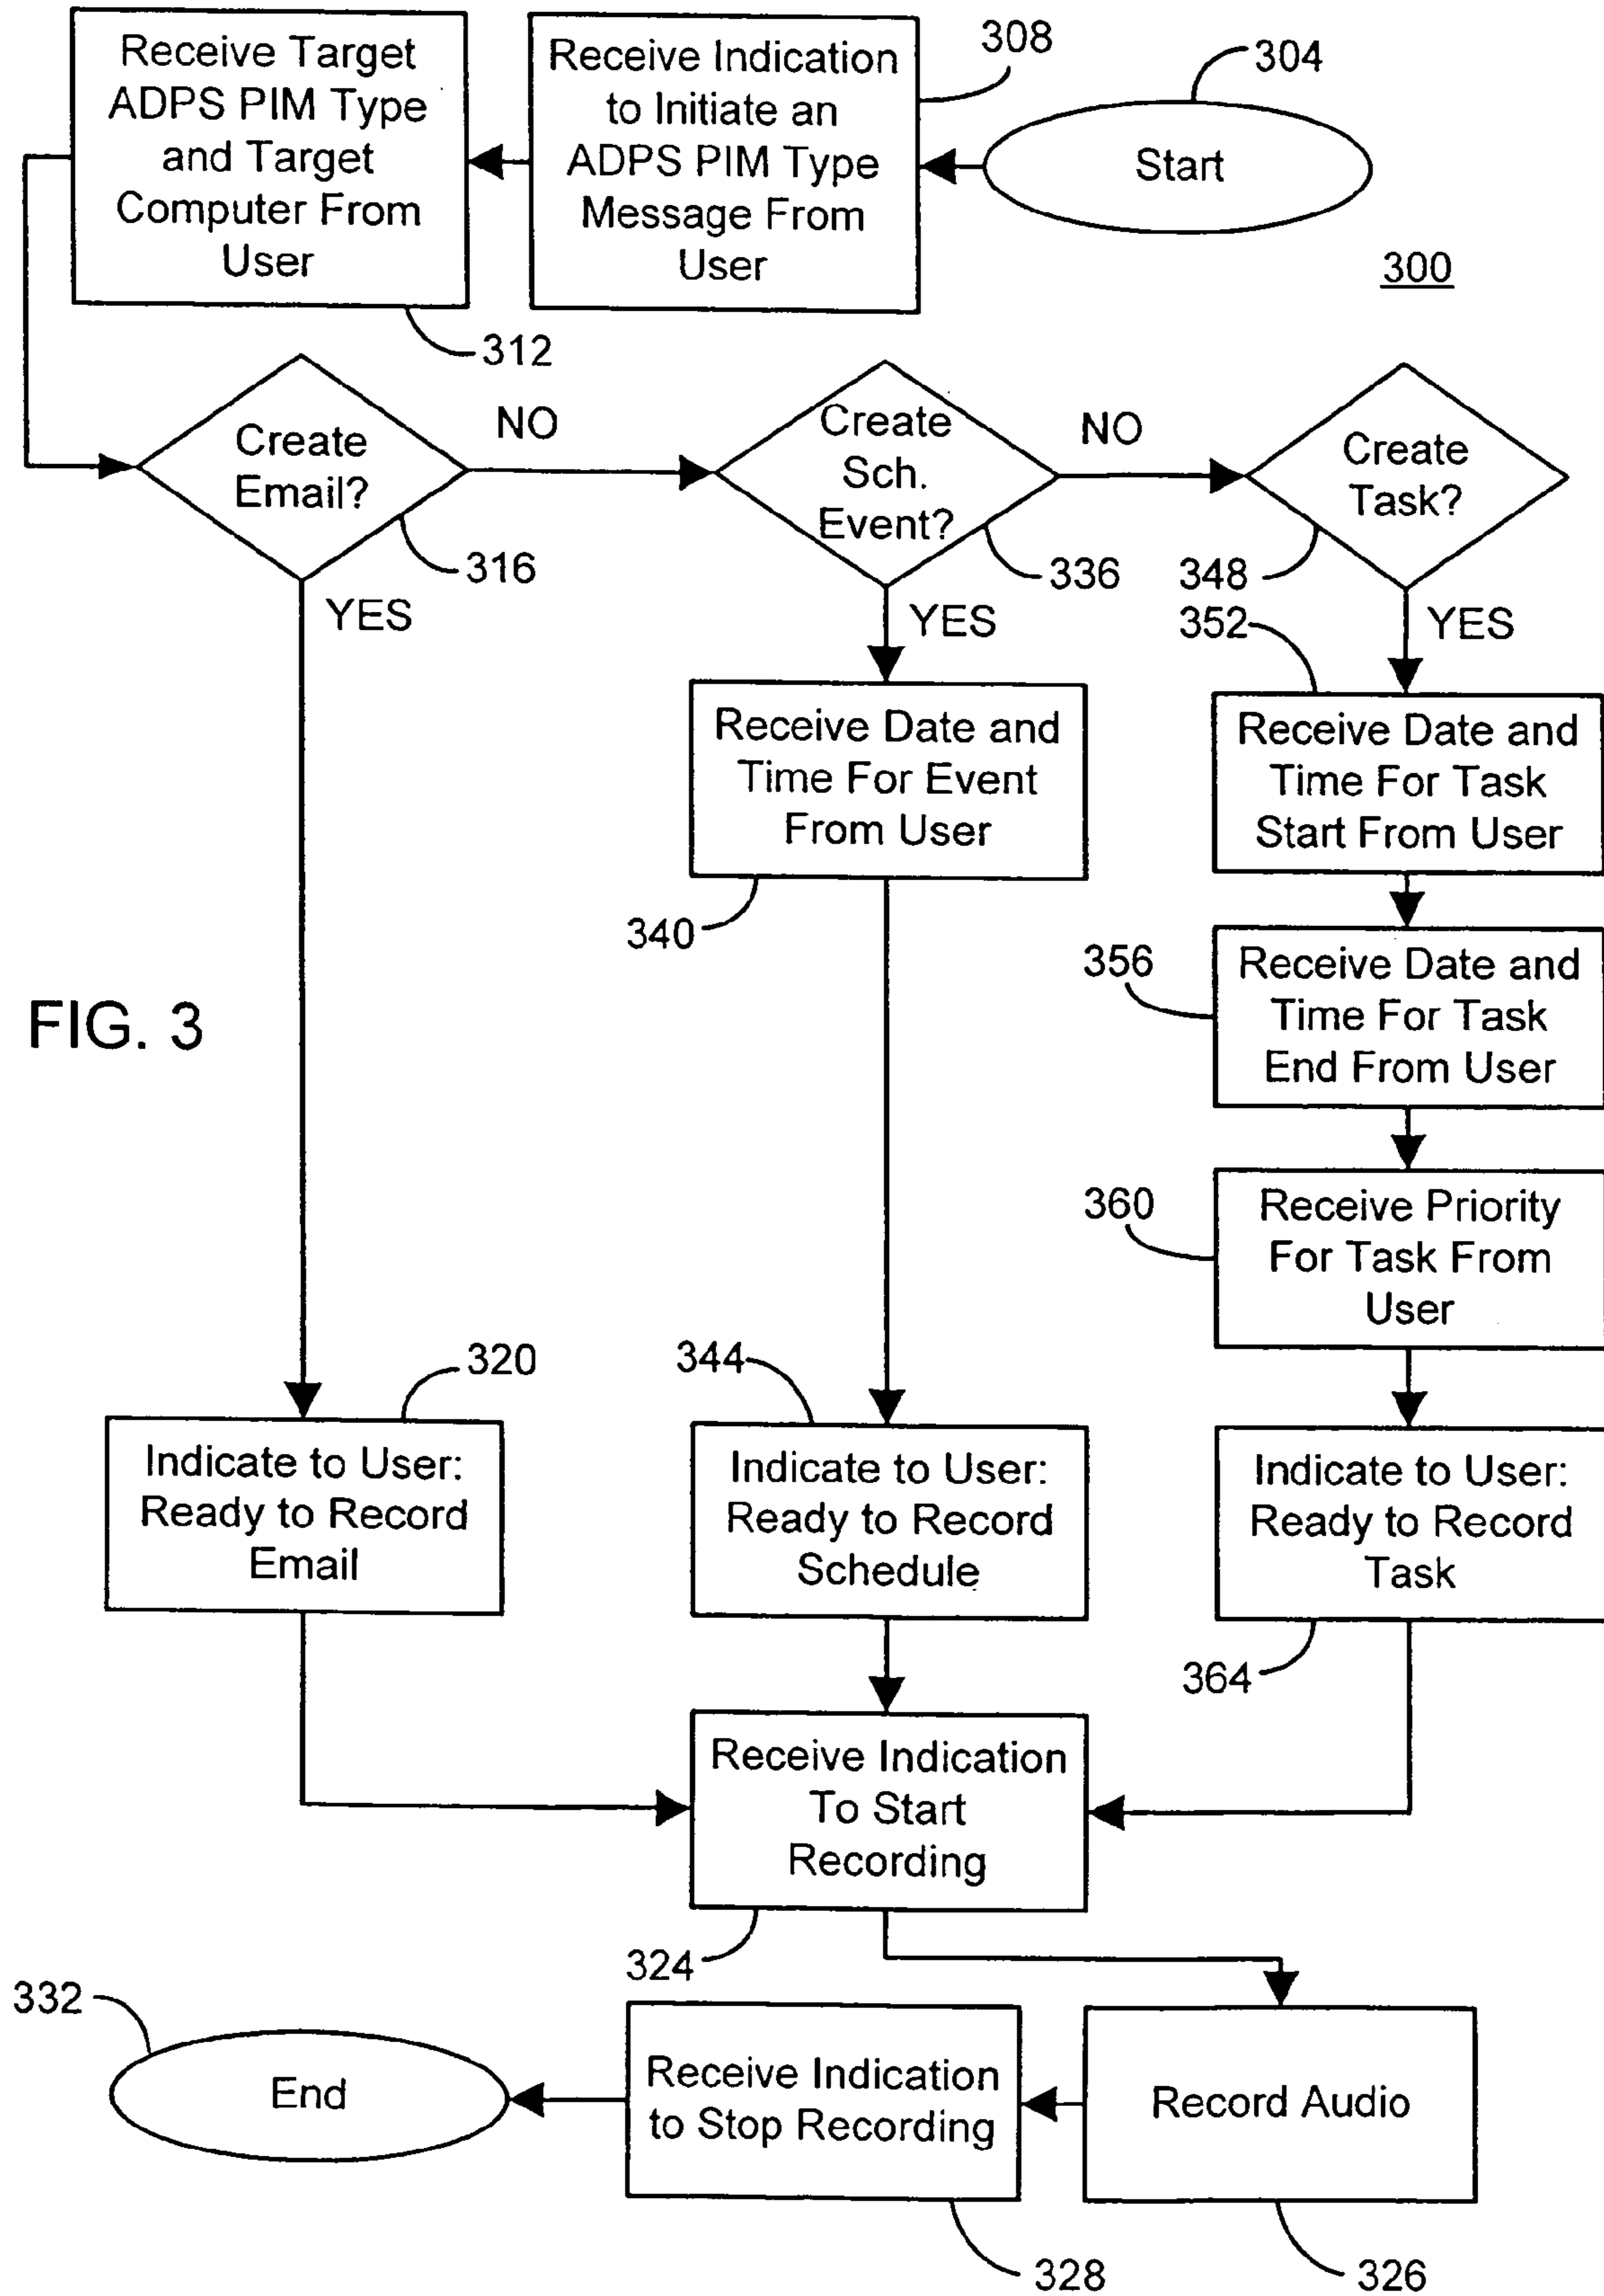 Receive Target
ADPS PIM Type
and Target
Computer From
User
312
Receive Indication
to Initiate an
ADPS PIM Type
Message From
User
308
304
Start
300
Create
Email?
316
NO
YES
Create
Sch.
Event?
336
NO
YES
Create
Task?
348
352
YES
Receive Date and
Time For Event
From User
340
Receive Date and
Time For Task
Start From User
356
Receive Date and
Time For Task
End From User
FIG. 3
360
Receive Priority
For Task From
User
320
Indicate to User:
Ready to Record
Email
344
Indicate to User:
Ready to Record
Schedule
Indicate to User:
Ready to Record
Task
364
Receive Indication
To Start
Recording
324
332
End
Receive Indication
to Stop Recording
328
Record Audio
326